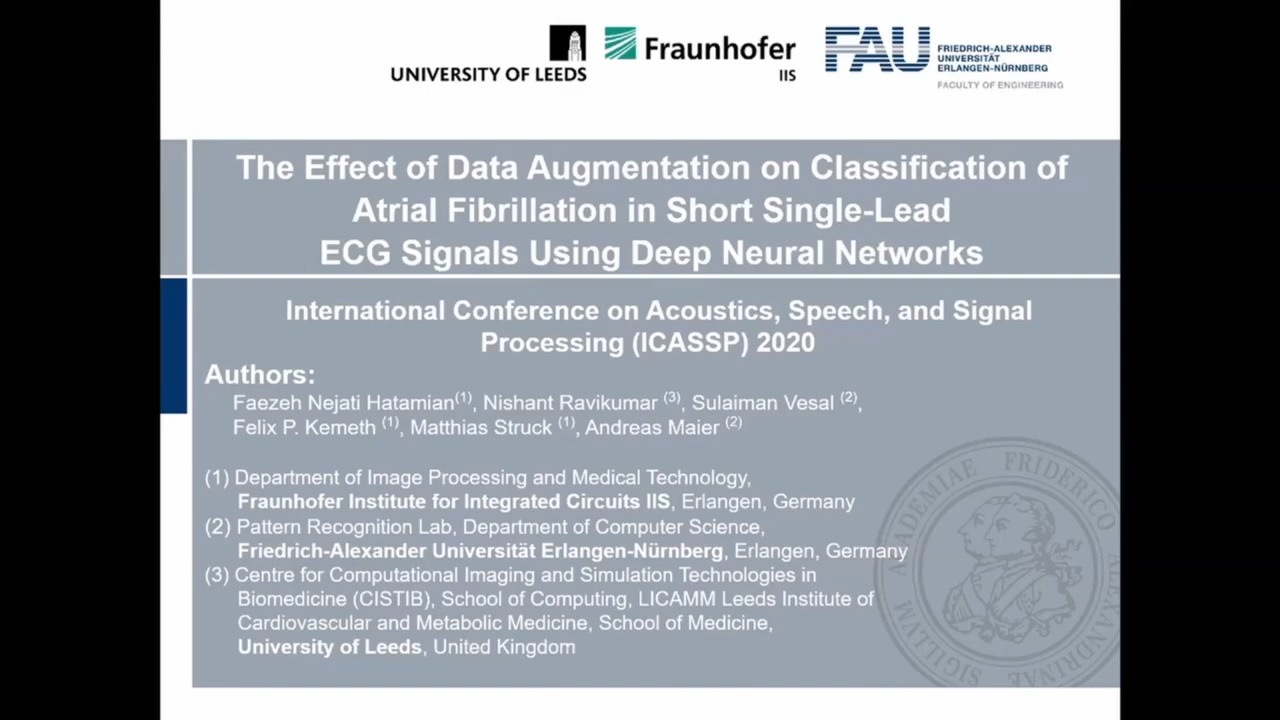 UNIVERSITY OF LEEDS
Fraunhofer
IIS
FAU
FRIEDRICH-ALEXANDER
UNIVERSITÄT
ERLANGEN-NÜRNBERG
FACULTY OF ENGINEERING
The Effect of Data Augmentation on Classification of
Atrial Fibrillation in Short Single-Lead
ECG Signals Using Deep Neural Networks
International Conference on Acoustics, Speech, and Signal
Processing (ICASSP) 2020
Authors:
Faezeh Nejati Hatamian(1), Nishant Ravikumar (3), Sulaiman Vesal (2),
Felix P. Kemeth (1), Matthias Struck (1), Andreas Maier (2)
(1) Department of Image Processing and Medical Technology,
Fraunhofer Institute for Integrated Circuits IIS, Erlangen, Germany
(2) Pattern Recognition Lab, Department of Computer Science,
Friedrich-Alexander Universität Erlangen-Nürnberg, Erlangen, Germany
(3) Centre for Computational Imaging and Simulation Technologies in
Biomedicine (CISTIB), School of Computing, LICAMM Leeds Institute of
Cardiovascular and Metabolic Medicine, School of Medicine,
University of Leeds, United Kingdom
SIGILLVM ACADEMIAE FRIDERICO ALEXANDRINAE